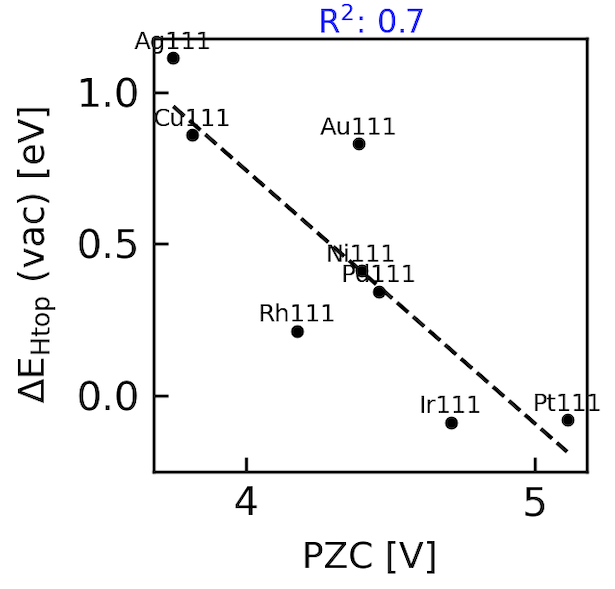 R²: 0.7
Ag111
1.0
Cu111
Au111
ΔE_Htop (vac) [eV]
0.5
Ni111
Pd111
Rh111
0.0
Ir111
Pt111
4
5
PZC [V]